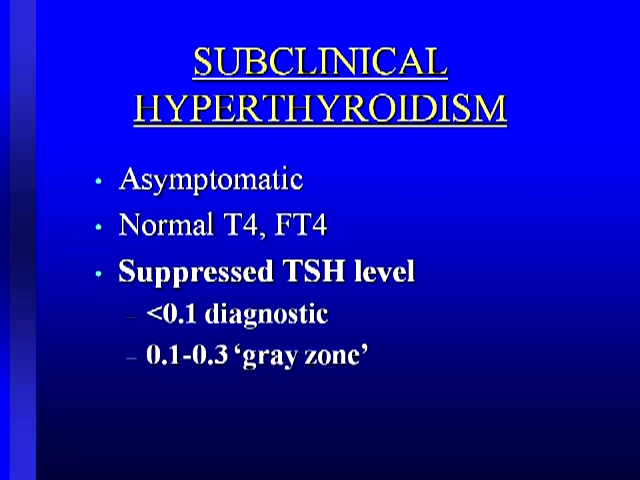 SUBCLINICAL
HYPERTHYROIDISM
• Asymptomatic
• Normal T4, FT4
• Suppressed TSH level
– <0.1 diagnostic
– 0.1-0.3 ‘gray zone’